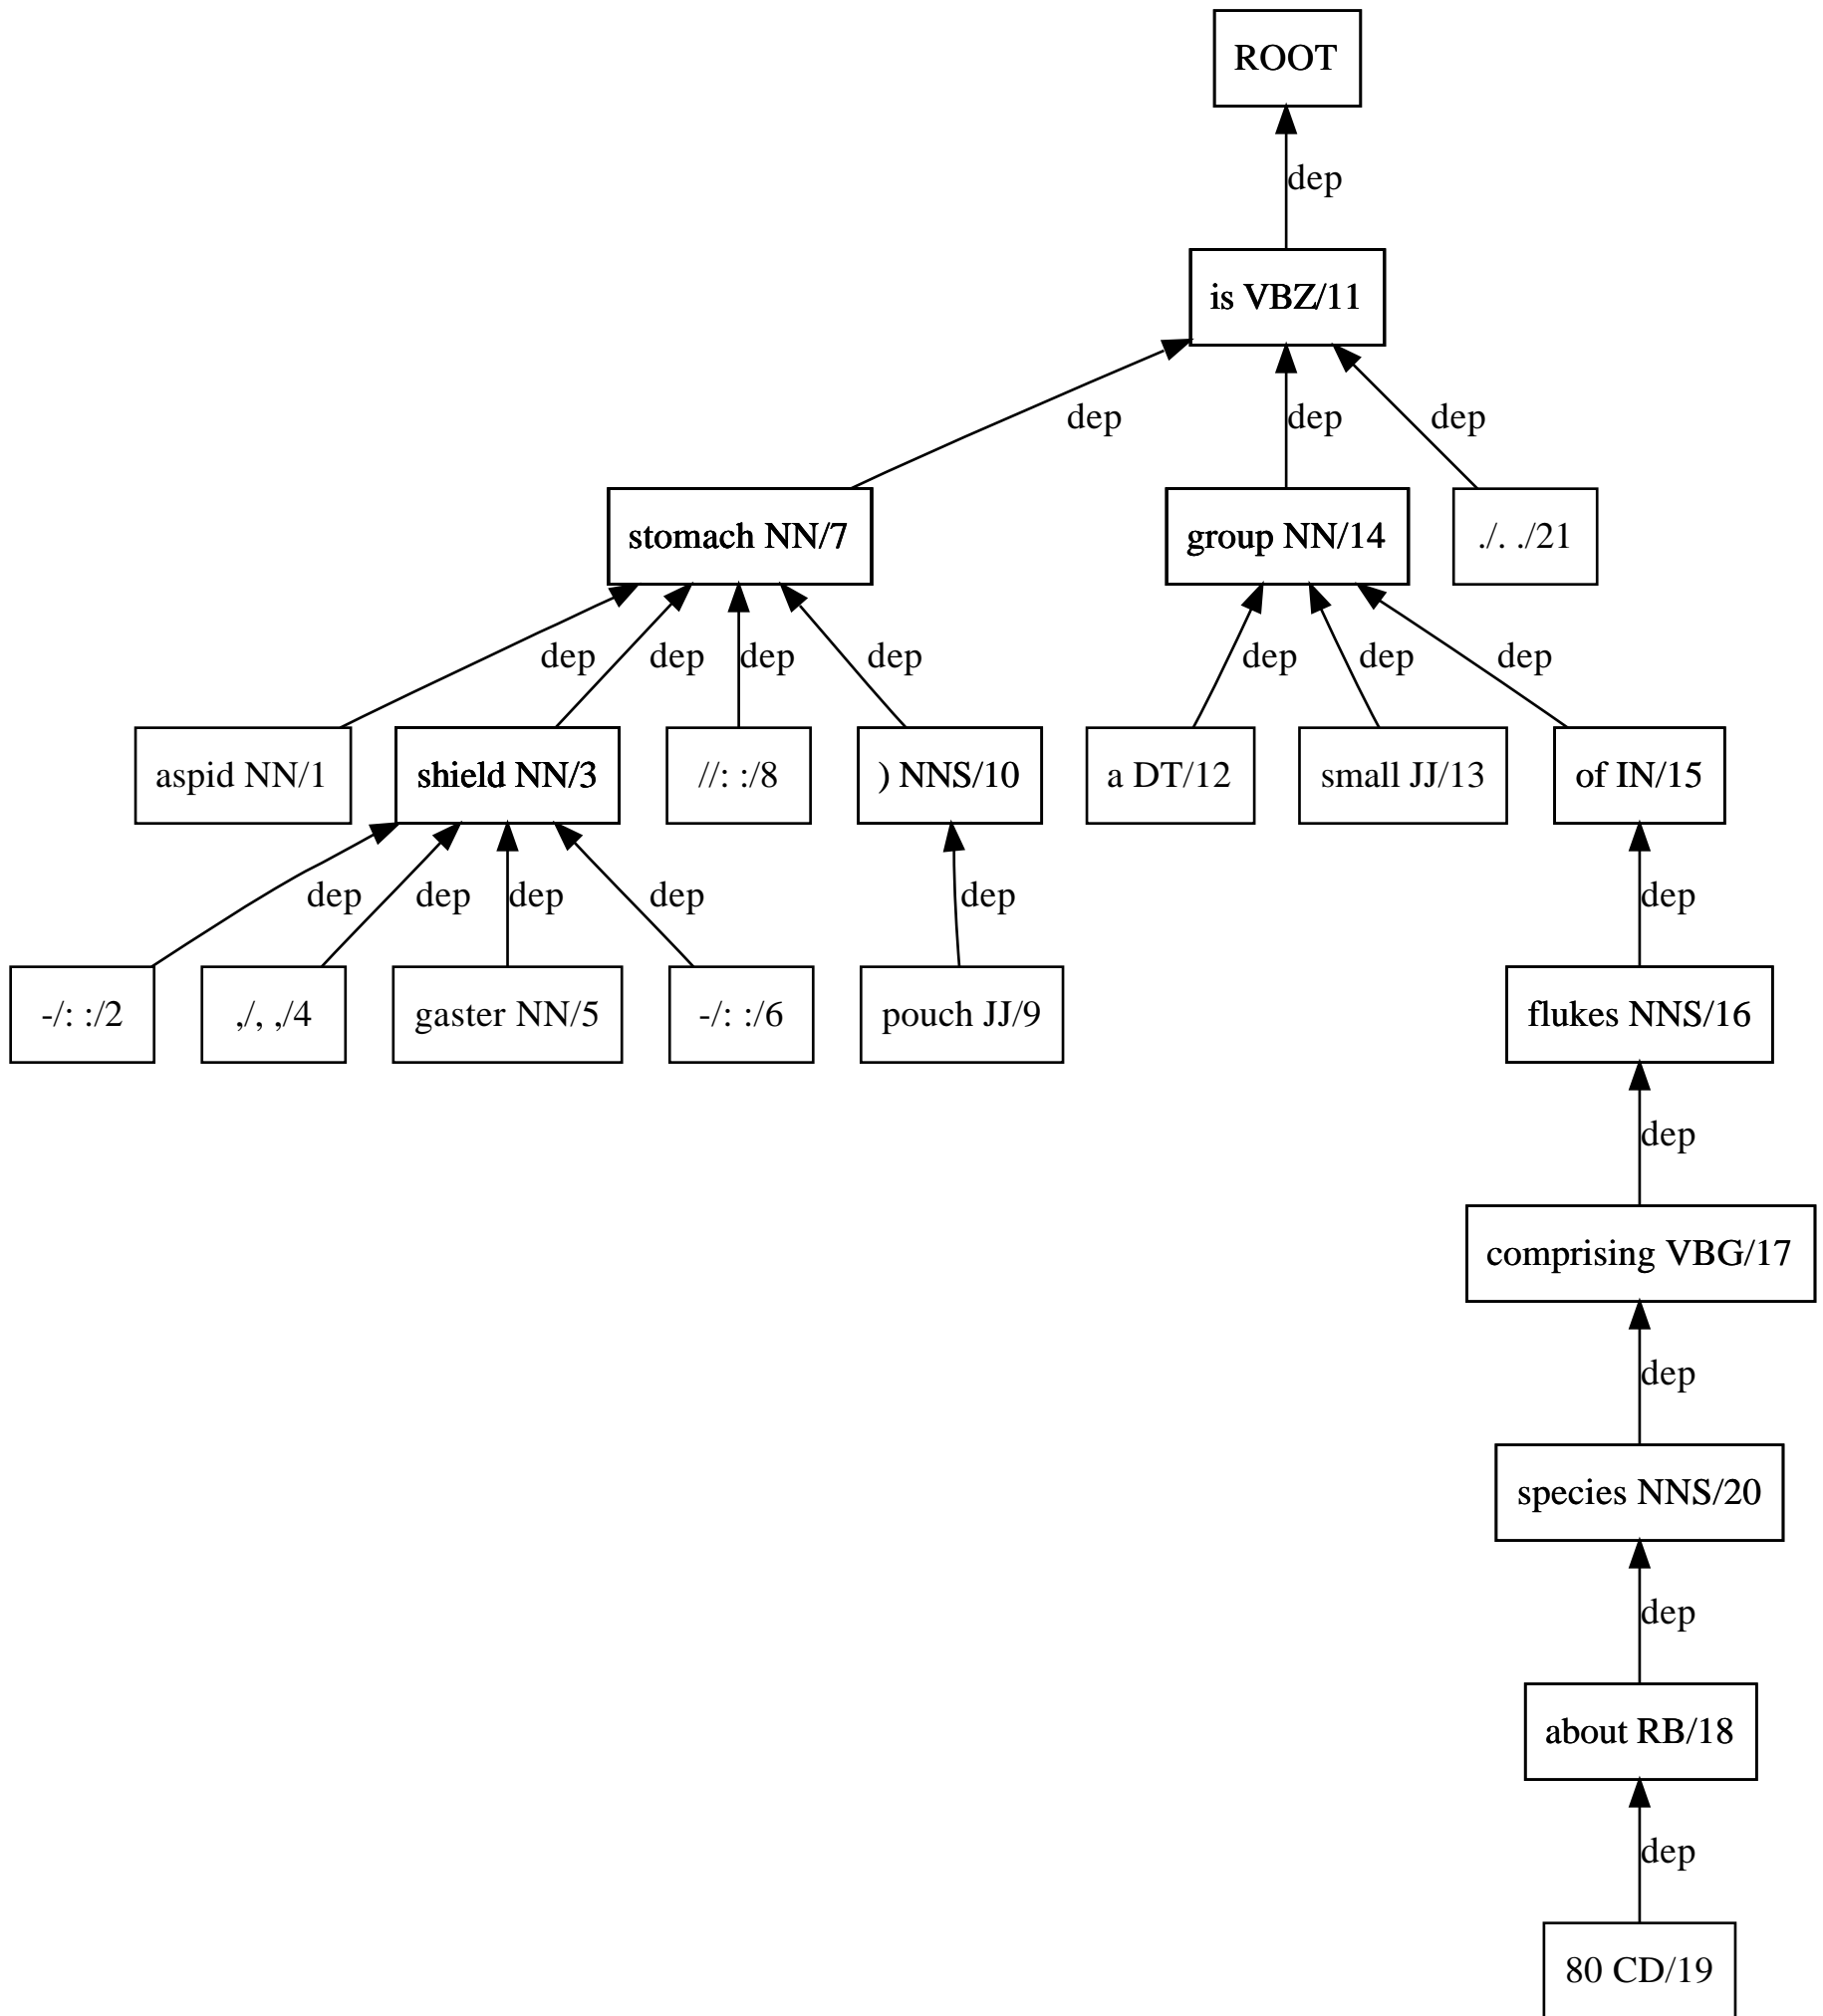 ROOT
dep
is VBZ/11
dep dep dep
stomach NN/7 group NN/14 ./. ./21
dep dep dep dep dep dep dep
aspid NN/1 shield NN/3 //: :/8 ) NNS/10 a DT/12 small JJ/13 of IN/15
dep dep dep dep dep dep
-/: :/2 ,/, ,/4 gaster NN/5 -/: :/6 pouch JJ/9 flukes NNS/16
dep
comprising VBG/17
dep
species NNS/20
dep
about RB/18
dep
80 CD/19